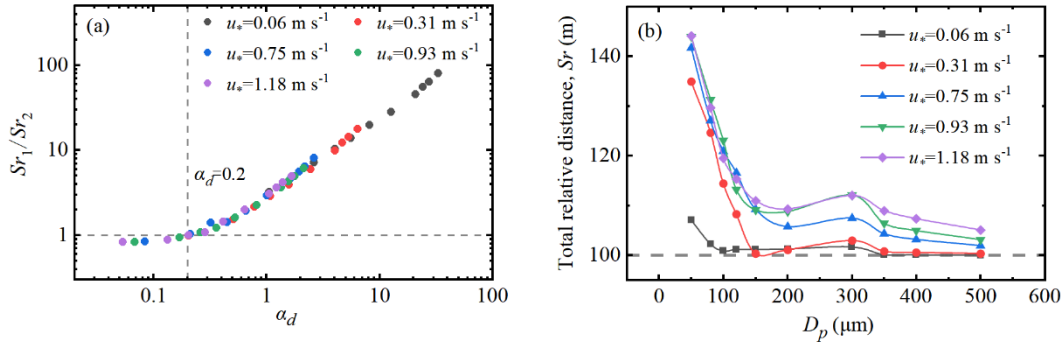 (a)
u*=0.06 m s-1
u*=0.31 m s-1
u*=0.75 m s-1
u*=0.93 m s-1
u*=1.18 m s-1
Sr1/Sr2
100
10
1
αd=0.2
0.1
1
10
100
αd
(b)
u*=0.06 m s-1
u*=0.31 m s-1
u*=0.75 m s-1
u*=0.93 m s-1
u*=1.18 m s-1
Total relative distance, Sr (m)
140
120
100
0
100
200
300
400
500
600
Dp (μm)